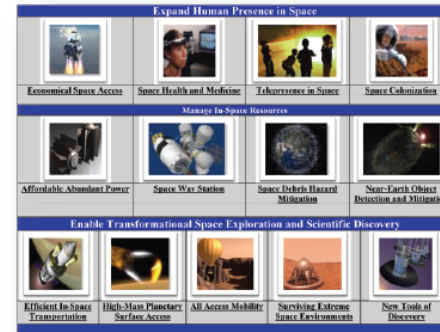 Expand Human Presence in Space
Economical Space Access
Space Health and Medicine
Telepresence in Space
Space Colonization
Manage In-Space Resources
Affordable Abundant Power
Space Way Station
Space Debris Hazard
Mitigation
Near-Earth Object
Detection and Mitigatio
Enable Transformational Space Exploration and Scientific Discovery
Efficient In-Space
Transportation
High-Mass Planetary
Surface Access
All Access Mobility
Surviving Extreme
Space Environments
New Tools of
Discovery